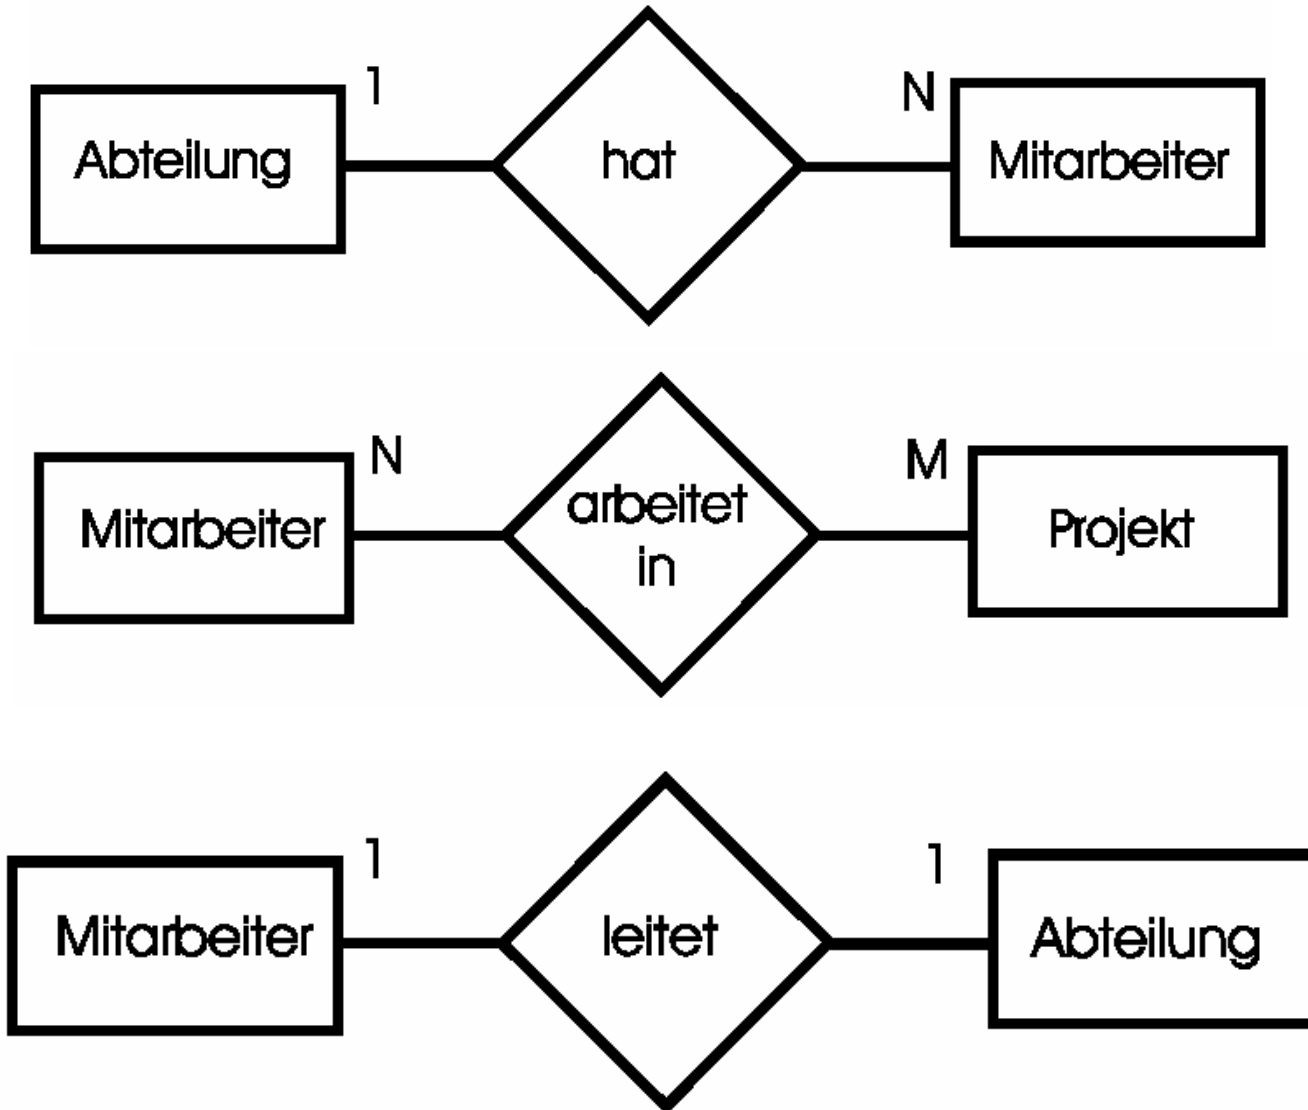 1
N
Abteilung
hat
Mitarbeiter
N
M
Mitarbeiter
arbeitet
in
Projekt
1
1
Mitarbeiter
leitet
Abteilung